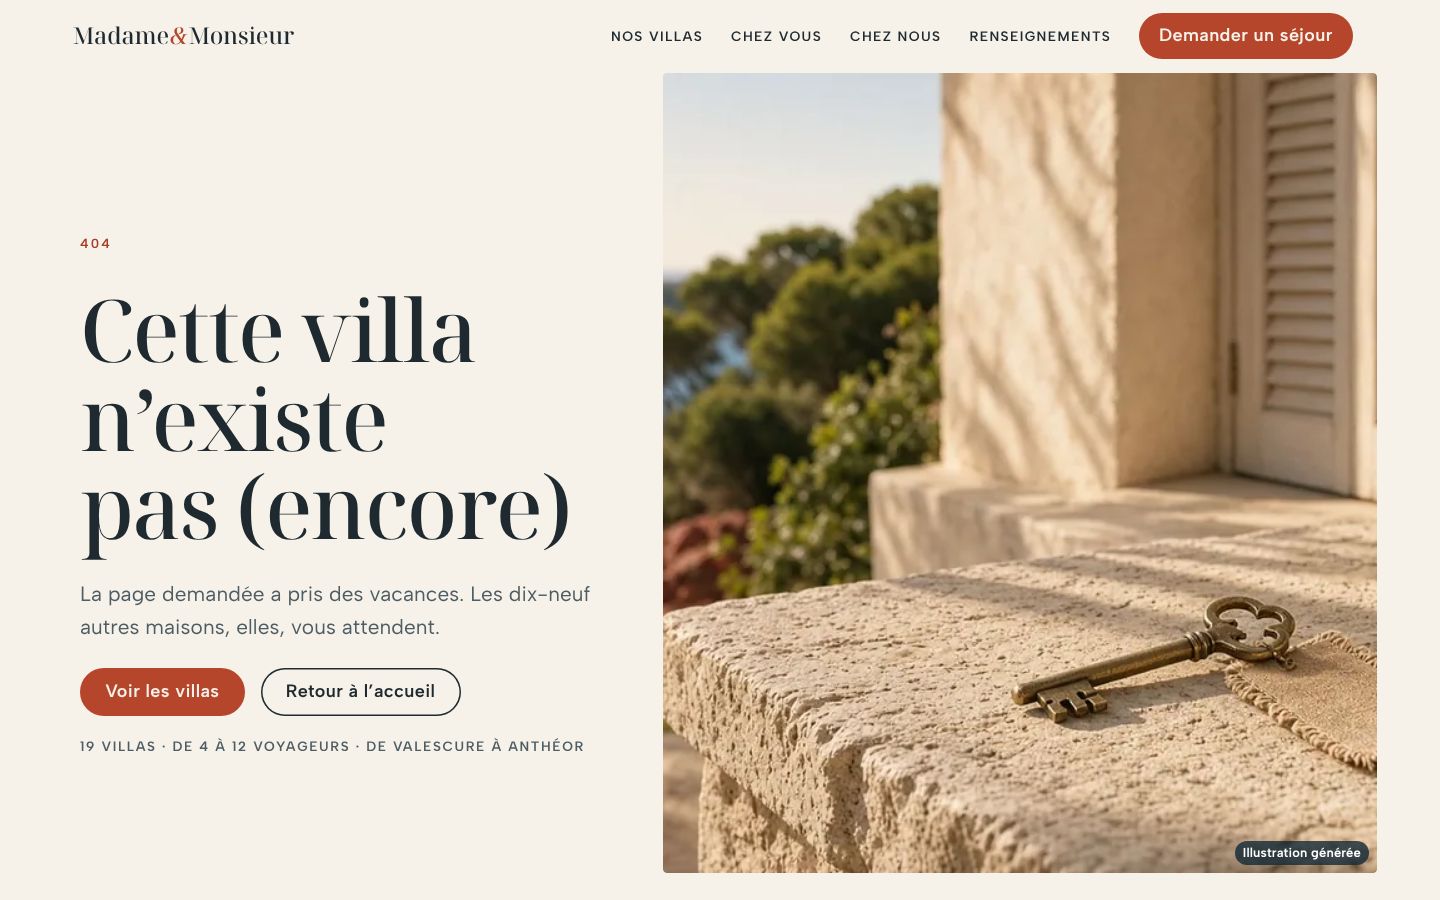 Madame&Monsieur
NOS VILLAS
CHEZ VOUS
CHEZ NOUS
RENSEIGNEMENTS
Demander un séjour
404
Cette villa
n’existe
pas (encore)
La page demandée a pris des vacances. Les dix-neuf
autres maisons, elles, vous attendent.
Voir les villas
Retour à l’accueil
19 VILLAS · DE 4 À 12 VOYAGEURS · DE VALESCURE À ANTHÉOR
Illustration générée